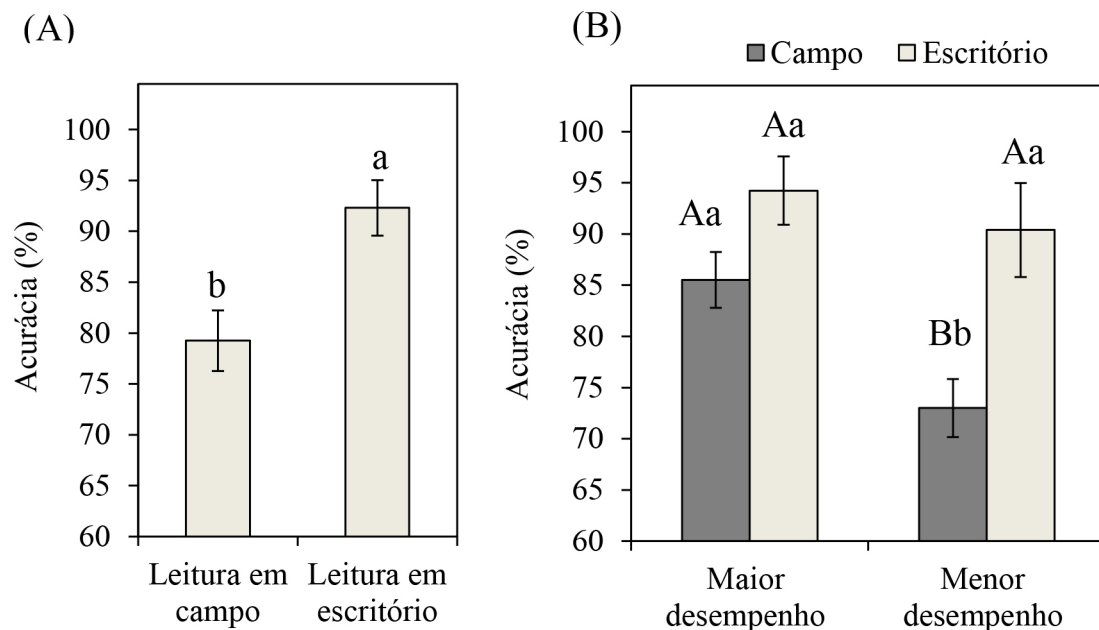 (A)
100
95
90
85
80
75
70
65
60
Acurácia (%)
b
a
Leitura em
campo
Leitura em
escritório
(B)
Campo
Escritório
100
95
90
85
80
75
70
65
60
Acurácia (%)
Aa
Aa
Bb
Aa
Maior
desempenho
Menor
desempenho